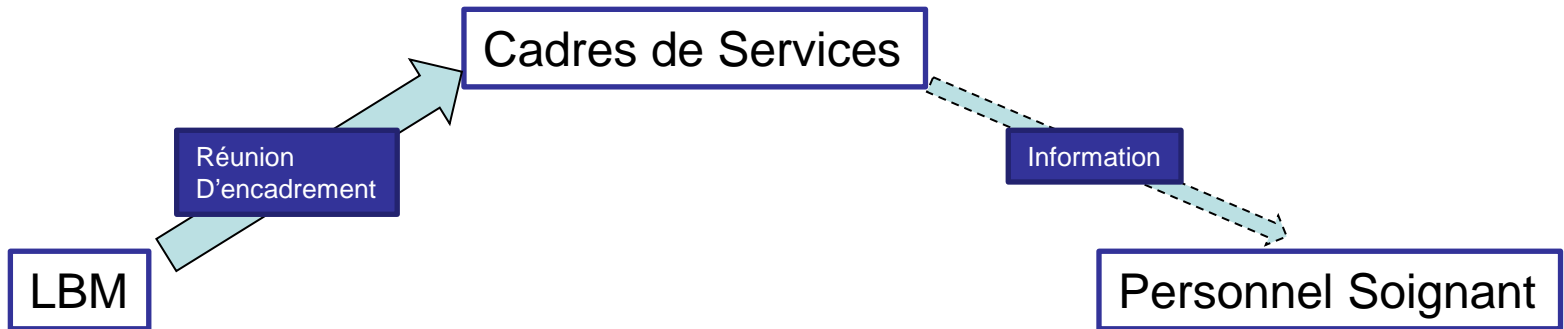 Cadres de Services
Réunion
D'encadrement
Information
LBM
Personnel Soignant